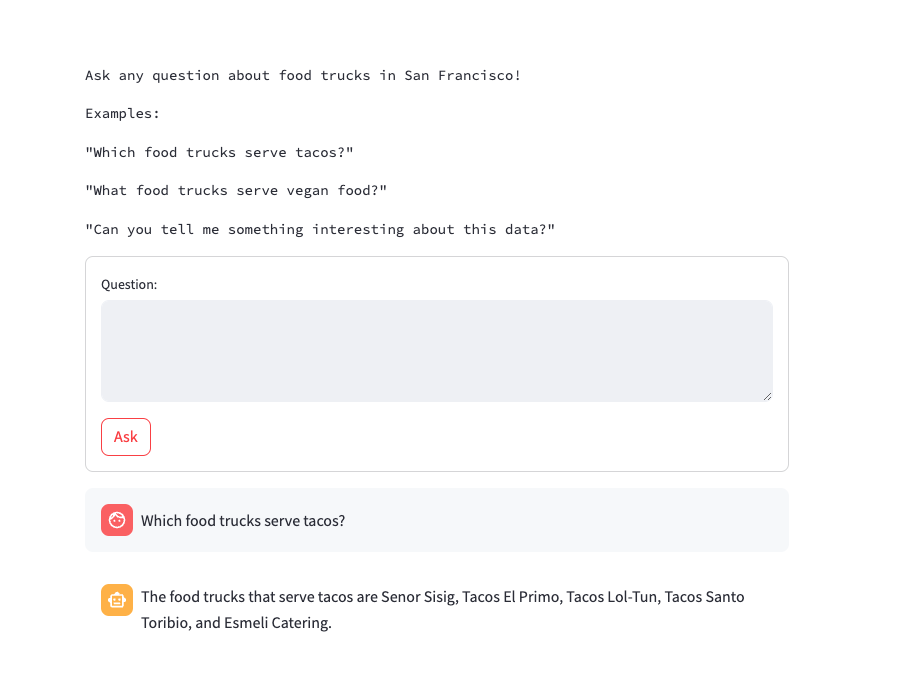 Ask any question about food trucks in San Francisco!
Examples:
"Which food trucks serve tacos?"
"What food trucks serve vegan food?"
"Can you tell me something interesting about this data?"
Question:
Ask
Which food trucks serve tacos?
The food trucks that serve tacos are Senor Sisig, Tacos El Primo, Tacos Lol-Tun, Tacos Santo
Toribio, and Esmeli Catering.